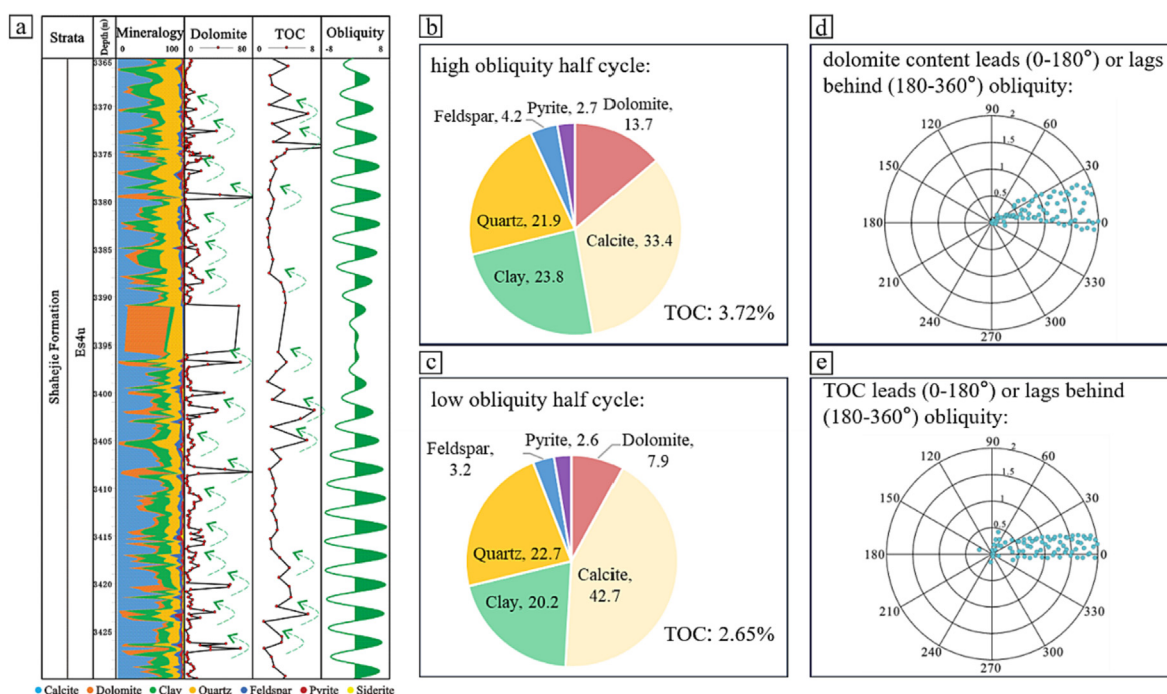 a
Strata
Depth (m)
Mineralogy
0 100
Dolomite
0 80
TOC
0 8
Obliquity
-8 8
Shahejie Formation
Es4u
3365
3370
3375
3380
3385
3390
3395
3400
3405
3410
3415
3420
3425
Calcite Dolomite Clay Quartz Feldspar Pyrite Siderite
b
high obliquity half cycle:
Feldspar, 4.2
Pyrite, 2.7
Dolomite,
13.7
Quartz, 21.9
Calcite, 33.4
Clay, 23.8
TOC: 3.72%
c
low obliquity half cycle:
Feldspar,
3.2
Pyrite, 2.6
Dolomite,
7.9
Quartz, 22.7
Calcite,
42.7
Clay, 20.2
TOC: 2.65%
d
dolomite content leads (0-180°) or lags
behind (180-360°) obliquity:
90
120 2 60
1.5
150 1 30
0.5
180 0
210 330
240 300
270
e
TOC leads (0-180°) or lags behind
(180-360°) obliquity:
90
120 2 60
1.5
150 1 30
0.5
180 0
210 330
240 300
270